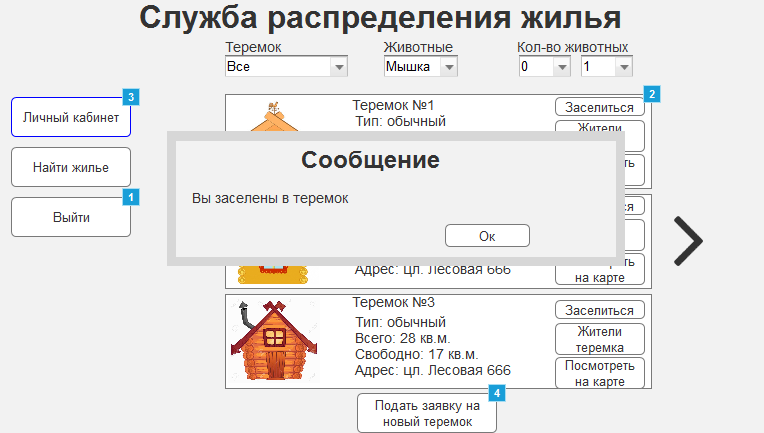 Служба распределения жилья
Теремок
Животные
Кол-во животных
Все
Мышка
0
1
3
Личный кабинет
Найти жилье
1
Выйти
Теремок №1
Тип: обычный
2
Заселиться
Жители
Сообщение
Вы заселены в теремок
Ок
Адрес: цл. Лесовая 666
на карте
Теремок №3
Тип: обычный
Всего: 28 кв.м.
Свободно: 17 кв.м.
Адрес: цл. Лесовая 666
Заселиться
Жители
теремка
Посмотреть
на карте
4
Подать заявку на
новый теремок